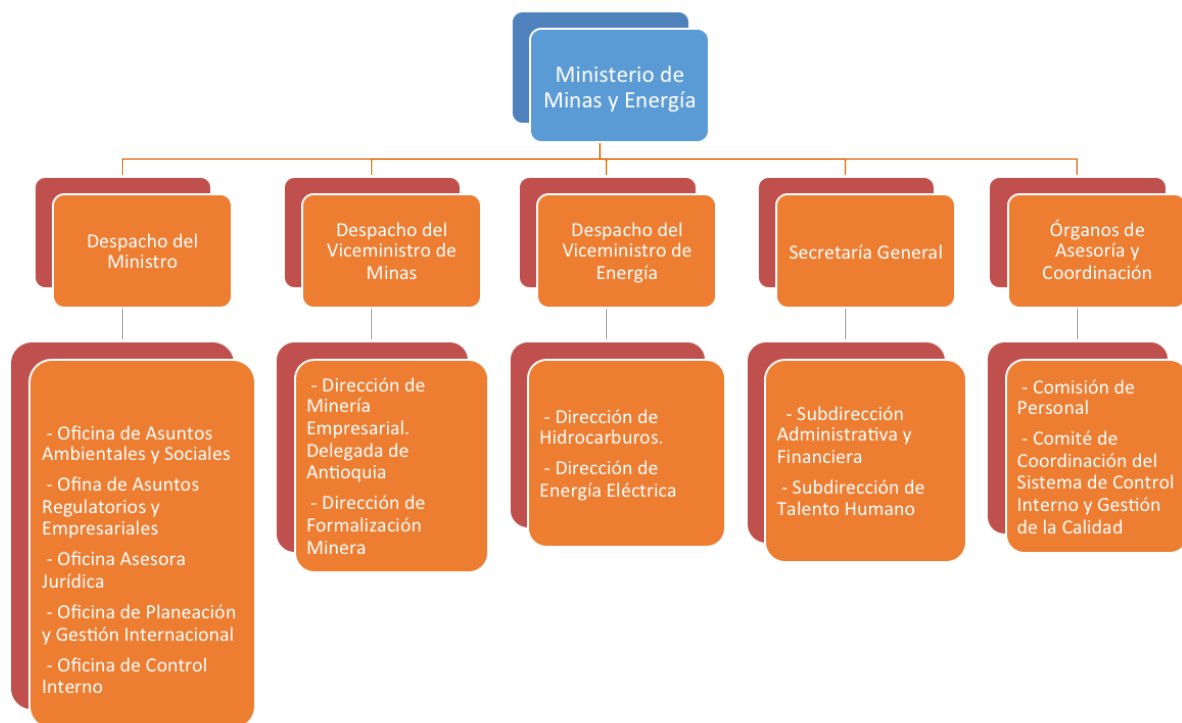 Ministerio de
Minas y Energía
Despacho del
Ministro
Despacho del
Viceministro de
Minas
Despacho del
Viceministro de
Energía
Secretaría General
Órganos de
Asesoría y
Coordinación
- Oficina de Asuntos
Ambientales y Sociales
- Ofina de Asuntos
Regulatorios y
Empresariales
- Oficina Asesora
Jurídica
- Oficina de Planeación
y Gestión Internacional
- Oficina de Control
Interno
- Dirección de
Minería
Empresarial.
Delegada de
Antioquia
- Dirección de
Formalización
Minera
- Dirección de
Hidrocarburos.
- Dirección de
Energía Eléctrica
- Subdirección
Administrativa y
Financiera
- Subdirección de
Talento Humano
- Comisión de
Personal
- Comité de
Coordinación del
Sistema de Control
Interno y Gestión
de la Calidad